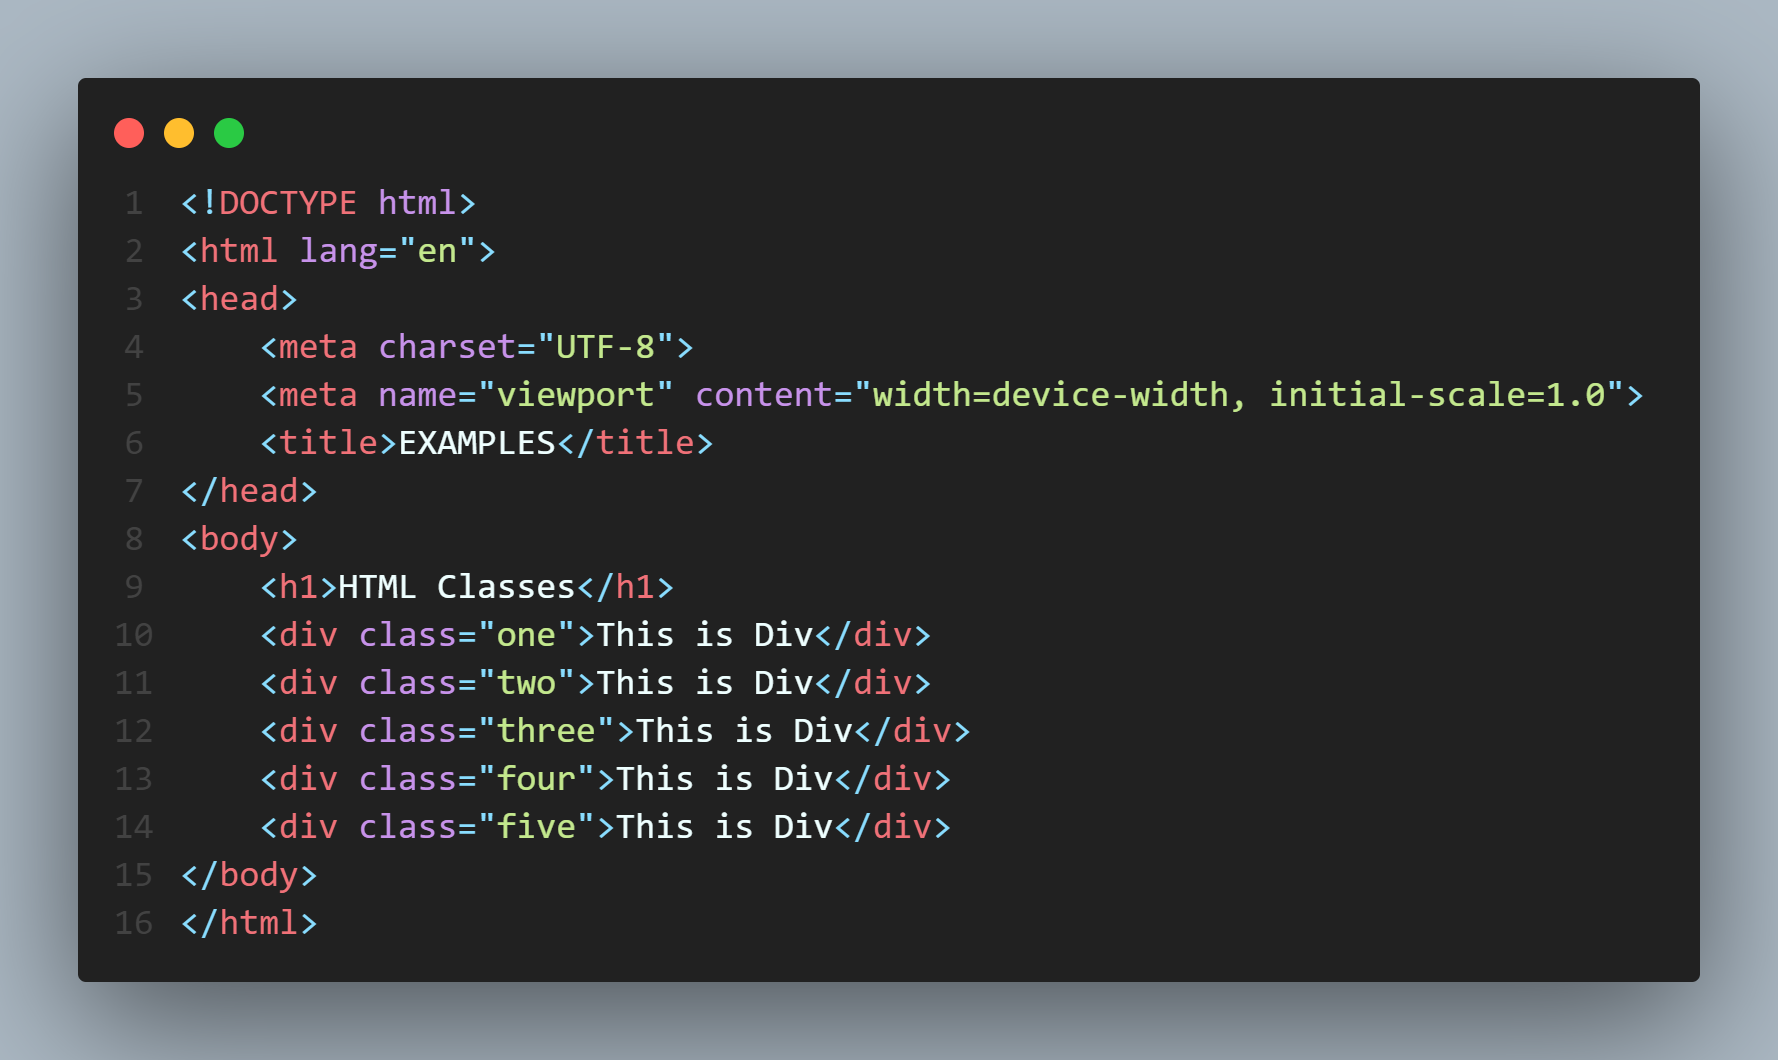 1 <!DOCTYPE html>
2 <html lang="en">
3 <head>
4     <meta charset="UTF-8">
5     <meta name="viewport" content="width=device-width, initial-scale=1.0">
6     <title>EXAMPLES</title>
7 </head>
8 <body>
9     <h1>HTML Classes</h1>
10     <div class="one">This is Div</div>
11     <div class="two">This is Div</div>
12     <div class="three">This is Div</div>
13     <div class="four">This is Div</div>
14     <div class="five">This is Div</div>
15 </body>
16 </html>